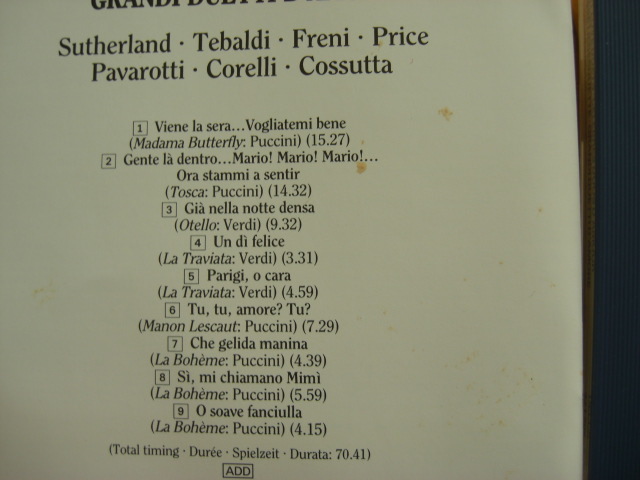 GRANDI DUETTI
Sutherland · Tebaldi · Freni · Price
Pavarotti · Corelli · Cossutta
1 Viene la sera...Vogliatemi bene
(Madama Butterfly: Puccini) (15.27)
2 Gente là dentro...Mario! Mario! Mario!...
Ora stammi a sentir
(Tosca: Puccini) (14.32)
3 Già nella notte densa
(Otello: Verdi) (9.32)
4 Un dì felice
(La Traviata: Verdi) (3.31)
5 Parigi, o cara
(La Traviata: Verdi) (4.59)
6 Tu, tu, amore? Tu?
(Manon Lescaut: Puccini) (7.29)
7 Che gelida manina
(La Bohème: Puccini) (4.39)
8 Sì, mi chiamano Mimì
(La Bohème: Puccini) (5.59)
9 O soave fanciulla
(La Bohème: Puccini) (4.15)
(Total timing · Durée · Spielzeit · Durata: 70.41)
ADD